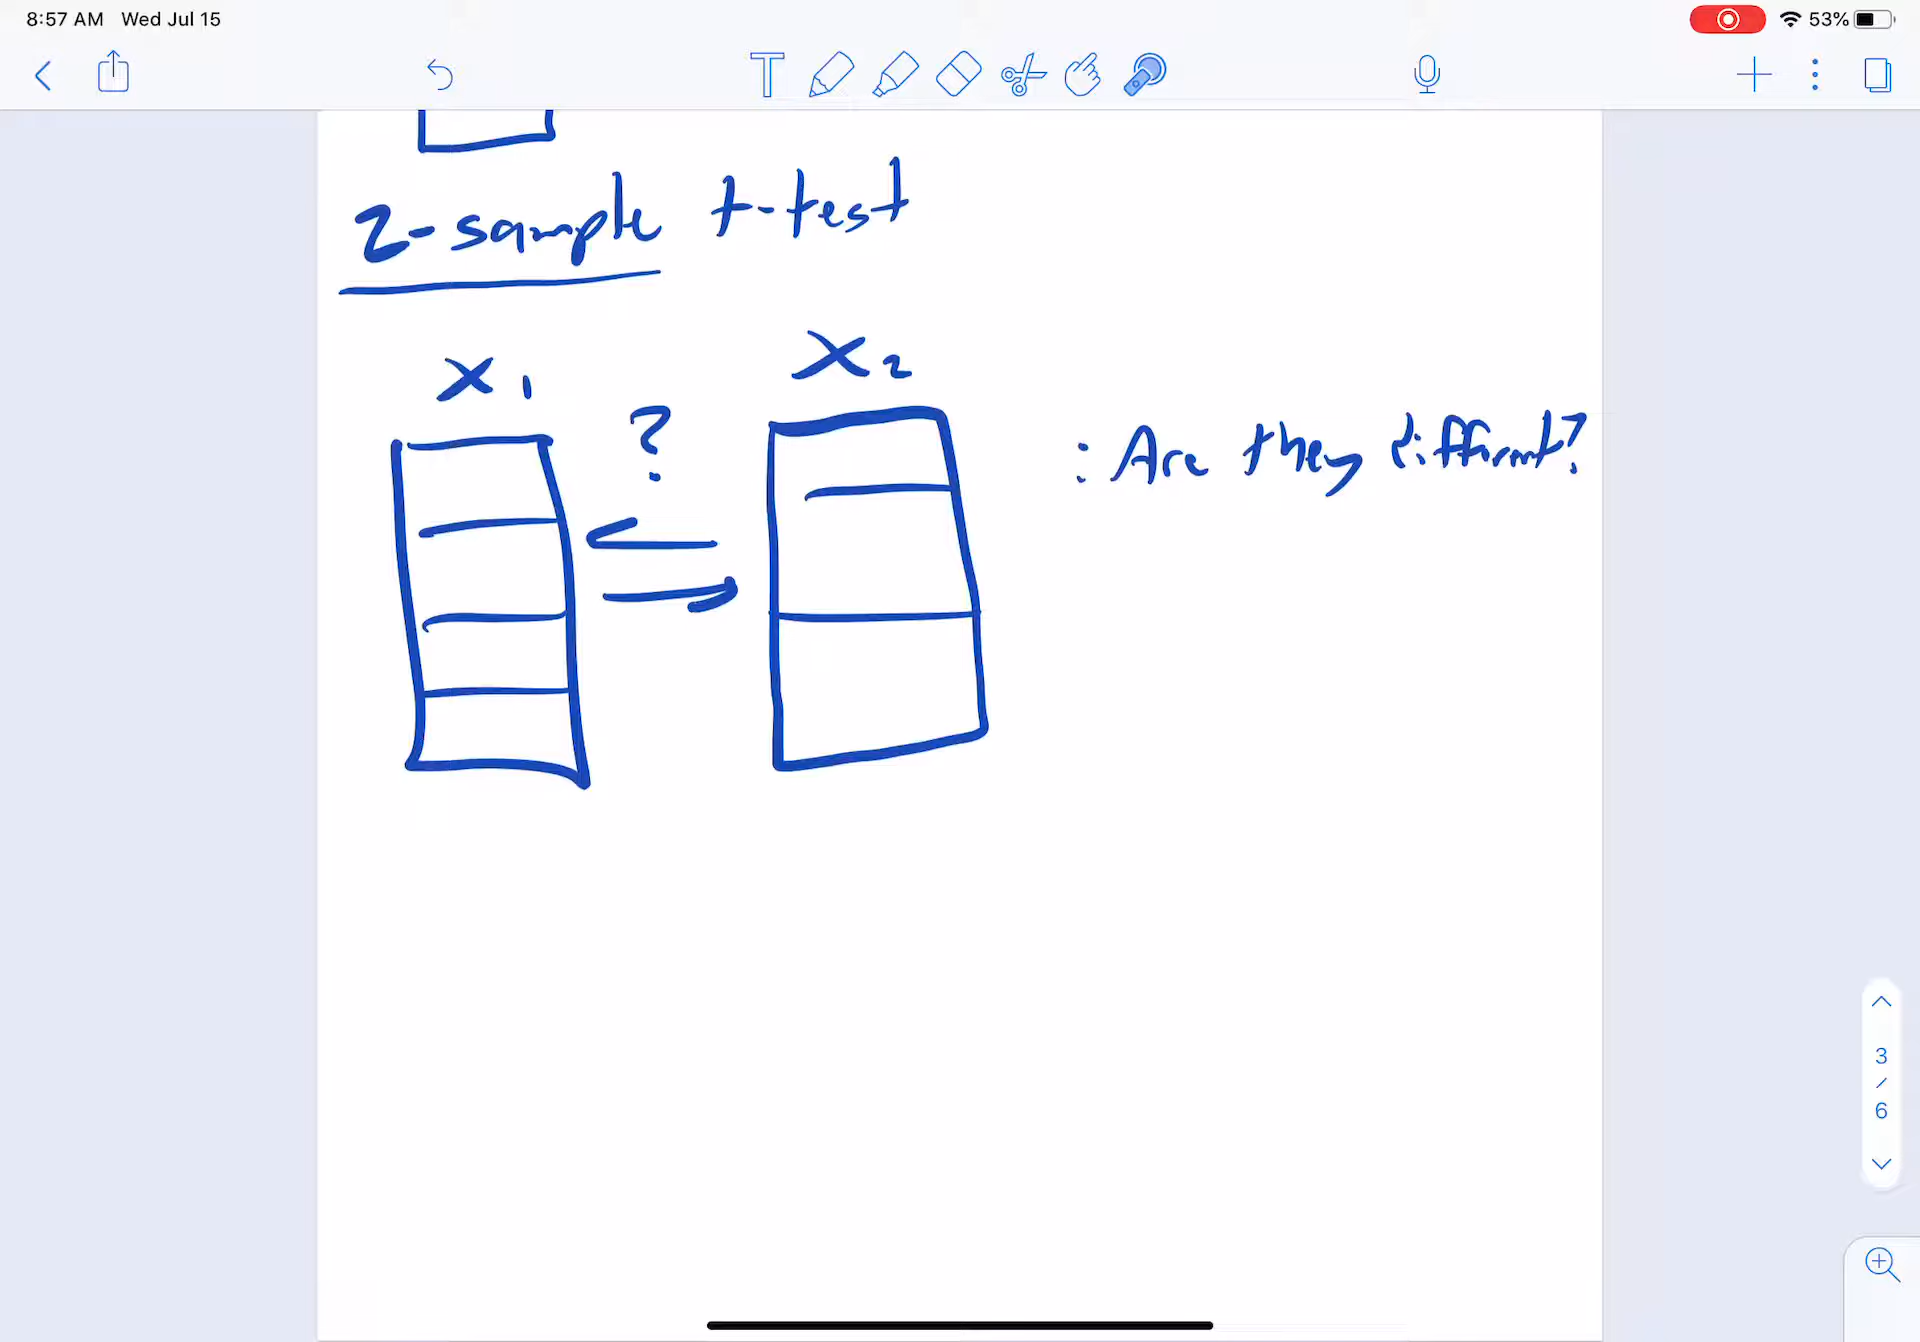 8:57 AM Wed Jul 15
53%
T
2-sample t-test
x1
?
x2
: Are they different?
3
/
6